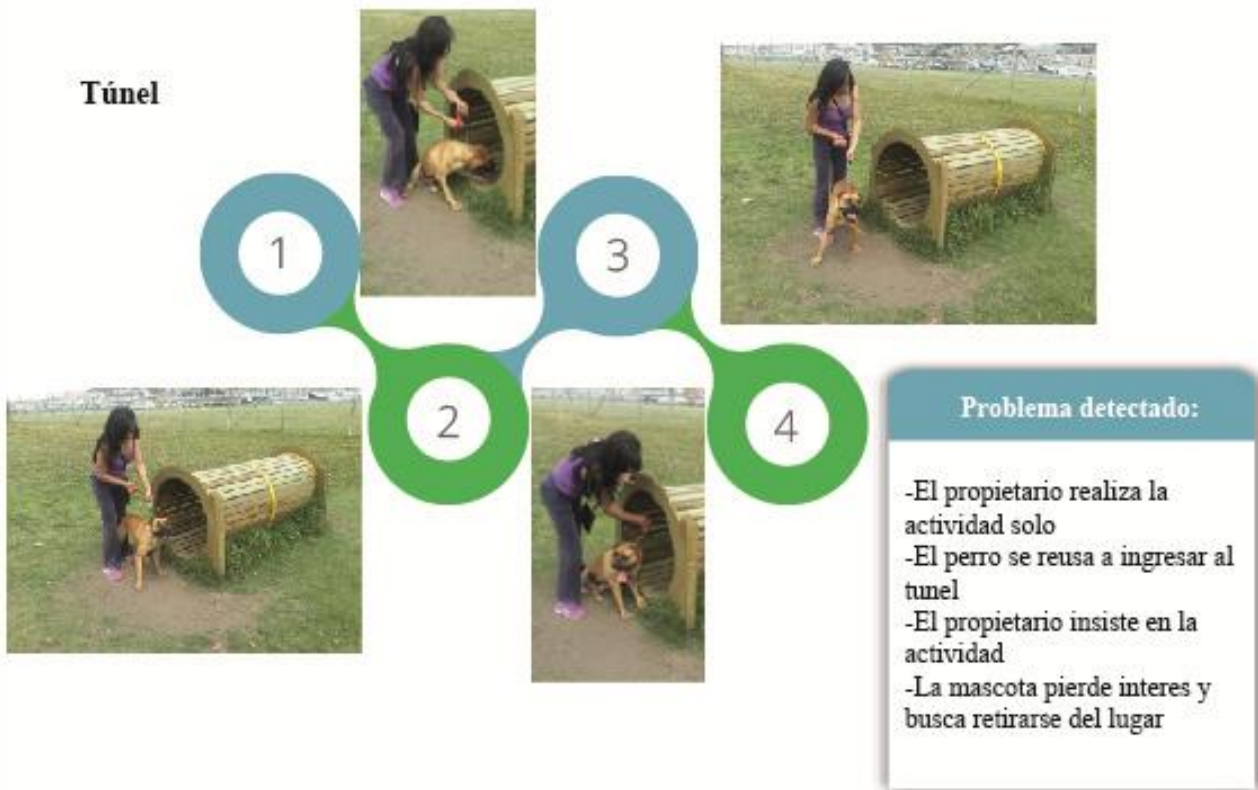 Túnel
1
3
2
4
Problema detectado:
-El propietario realiza la
actividad solo
-El perro se reusa a ingresar al
tunel
-El propietario insiste en la
actividad
-La mascota pierde interes y
busca retirarse del lugar